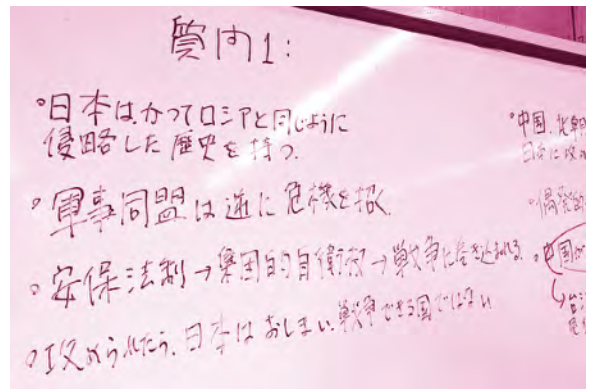 質問1:
°日本は、かつてロシアと同じように
侵略した歴史を持つ。
°軍事同盟は逆に危機を招く
°安保法制→集団的自衛权→戦争に巻き込まれる。
°攻められたら、日本はおしまい。戦争できる国ではない
°中国、北朝
日本に攻め
°偶発的
°中国が